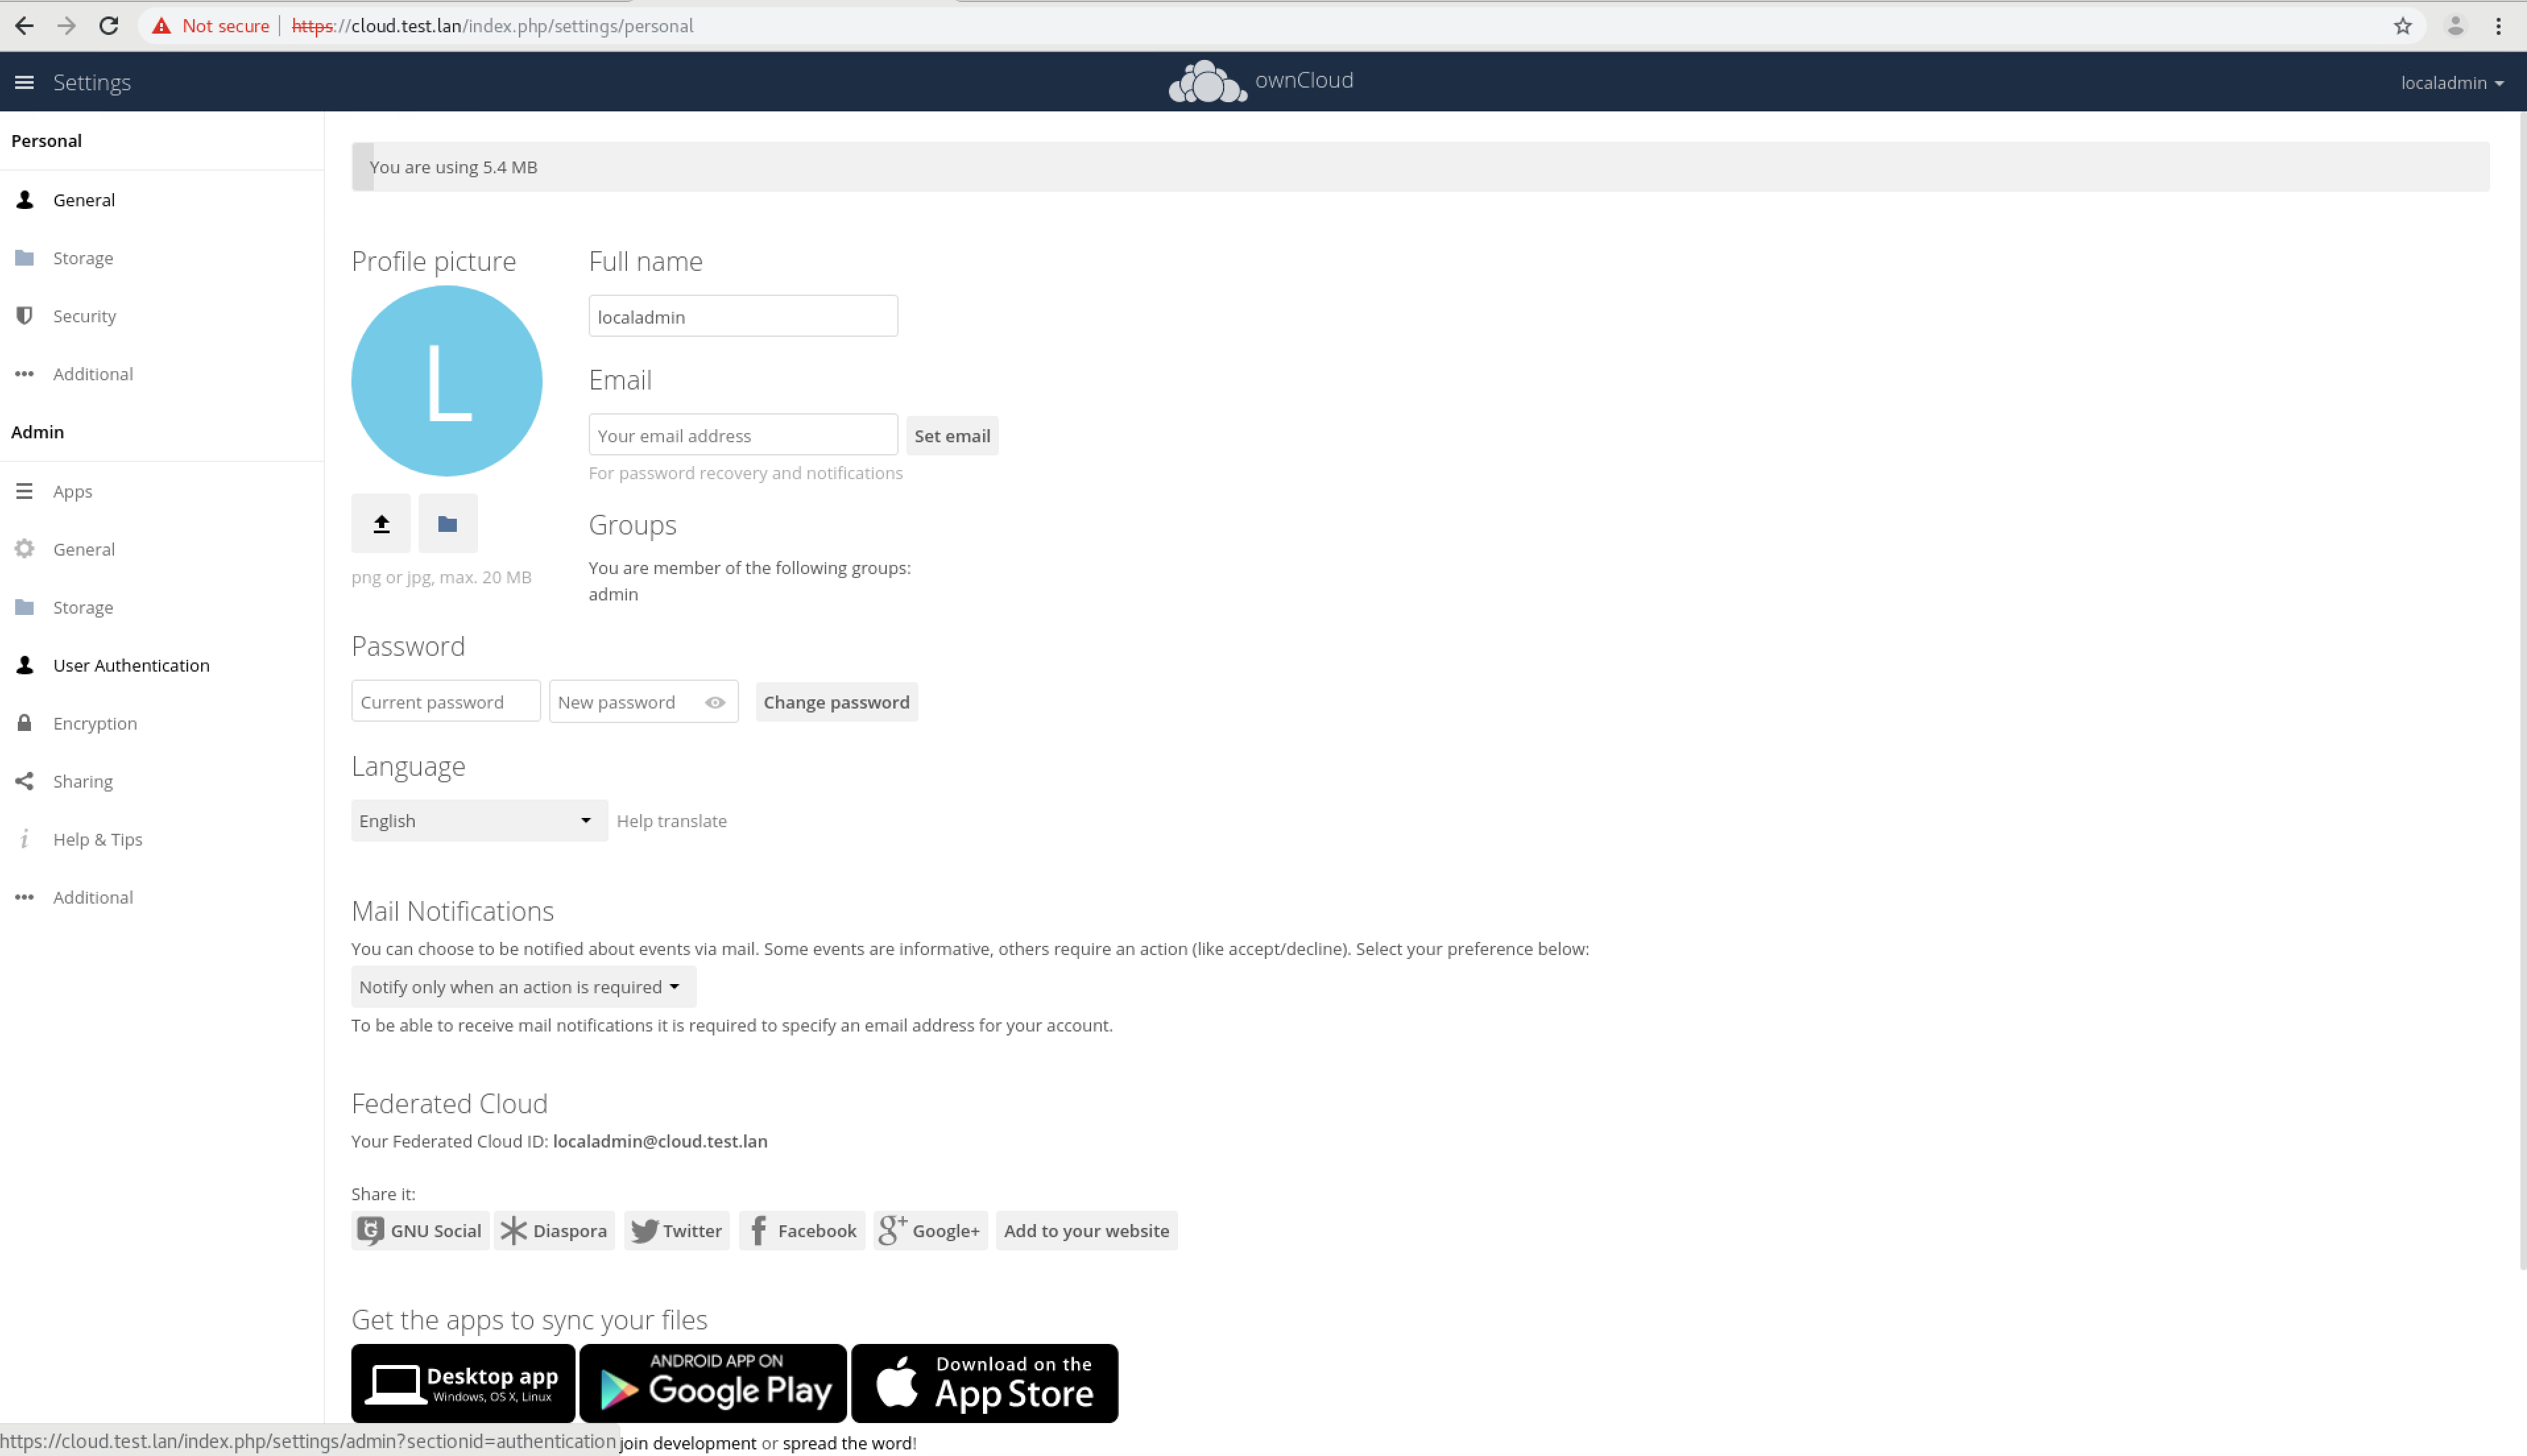 Not secure | https://cloud.test.lan/index.php/settings/personal
Settings
ownCloud
localadmin
Personal
General
Storage
Security
Additional
Admin
Apps
General
Storage
User Authentication
Encryption
Sharing
Help & Tips
Additional
You are using 5.4 MB
Profile picture
L
png or jpg, max. 20 MB
Full name
localadmin
Email
Your email address
Set email
For password recovery and notifications
Groups
You are member of the following groups:
admin
Password
Current password
New password
Change password
Language
English
Help translate
Mail Notifications
You can choose to be notified about events via mail. Some events are informative, others require an action (like accept/decline). Select your preference below:
Notify only when an action is required
To be able to receive mail notifications it is required to specify an email address for your account.
Federated Cloud
Your Federated Cloud ID: localadmin@cloud.test.lan
Share it:
GNU Social
Diaspora
Twitter
Facebook
Google+
Add to your website
Get the apps to sync your files
Desktop app
Windows, OS X, Linux
ANDROID APP ON
Google Play
Download on the
App Store
https://cloud.test.lan/index.php/settings/admin?sectionid=authentication
join development or spread the word!